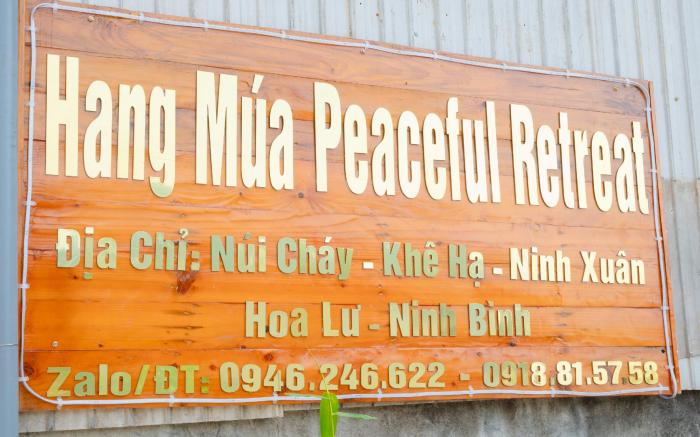 Hang Múa Peaceful Retreat
Địa Chỉ: Núi Cháy - Khê Hạ - Ninh Xuân
Hoa Lư - Ninh Bình
Zalo/ĐT: 0946.246.622 - 0918.81.57.58